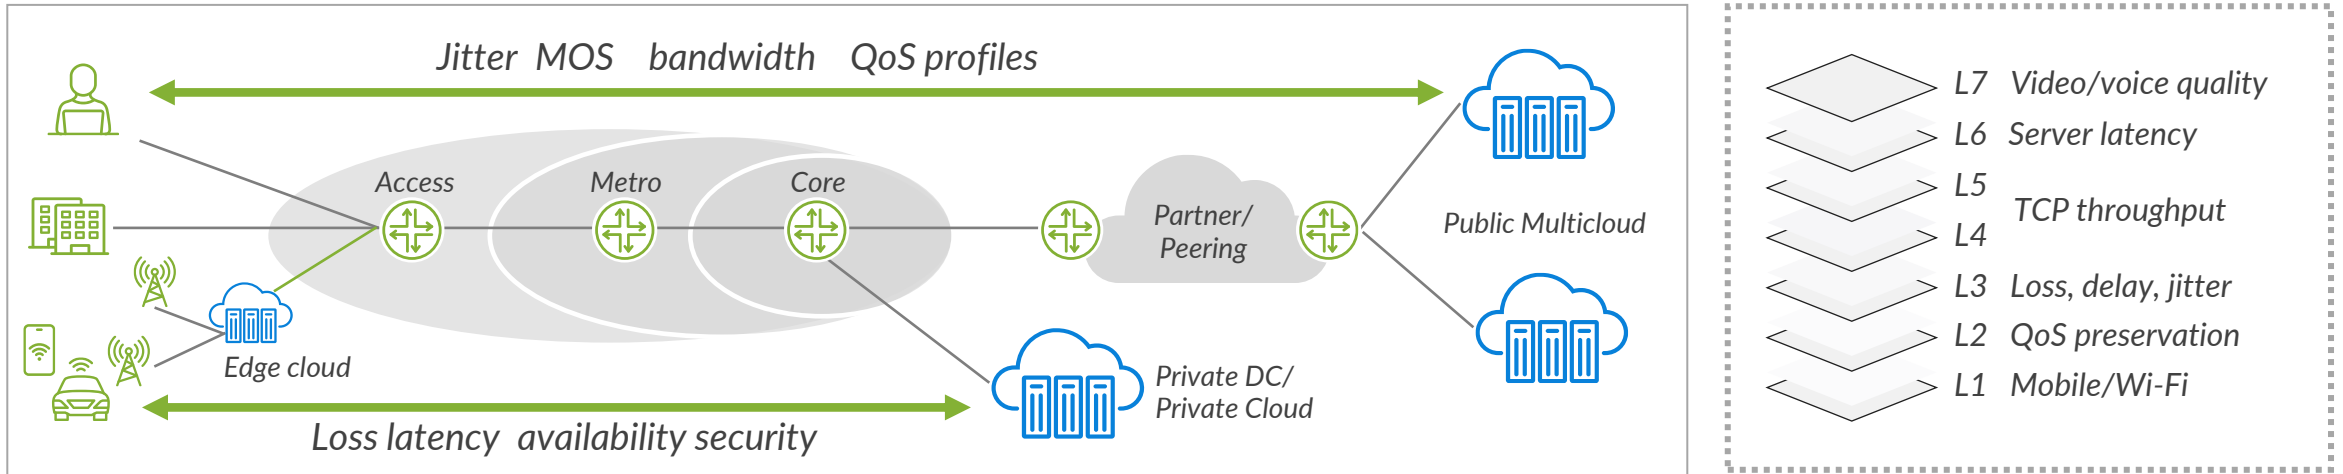 Jitter MOS bandwidth QoS profiles
Access
Metro
Core
Partner/
Peering
Public Multicloud
Edge cloud
Private DC/
Private Cloud
Loss latency availability security
L7 Video/voice quality
L6 Server latency
L5
TCP throughput
L4
L3 Loss, delay, jitter
L2 QoS preservation
L1 Mobile/Wi-Fi